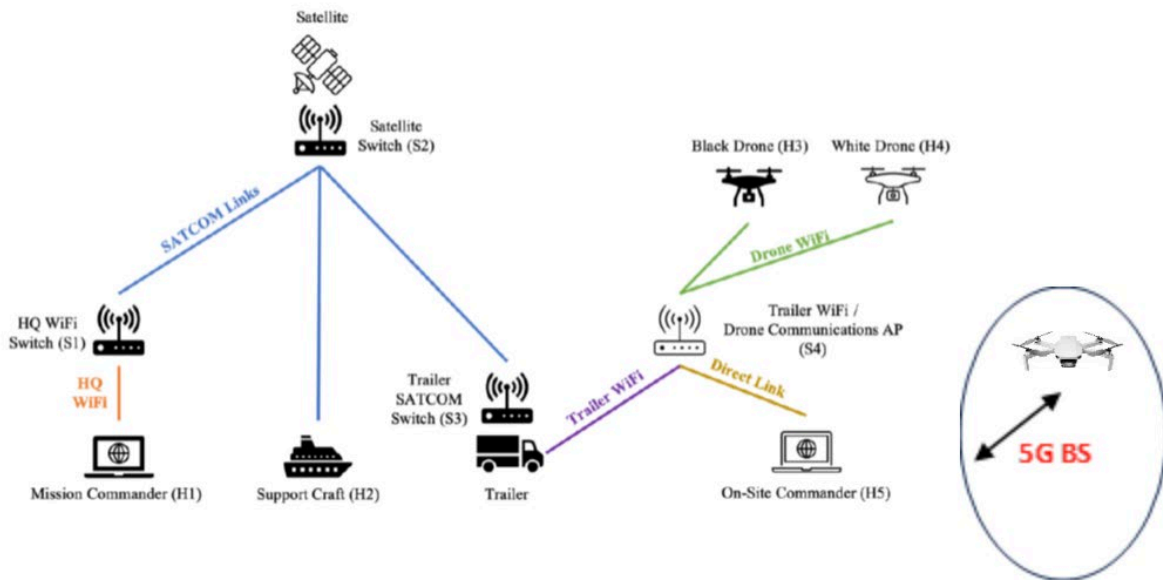 Satellite
Satellite
Switch (S2)
SATCOM Links
Black Drone (H3)
White Drone (H4)
Drone WiFi
HQ WiFi
Switch (S1)
Trailer WiFi /
Drone Communications AP
(S4)
HQ
WiFi
Trailer
SATCOM
Switch (S3)
Trailer WiFi
Direct Link
5G BS
Mission Commander (H1)
Support Craft (H2)
Trailer
On-Site Commander (H5)